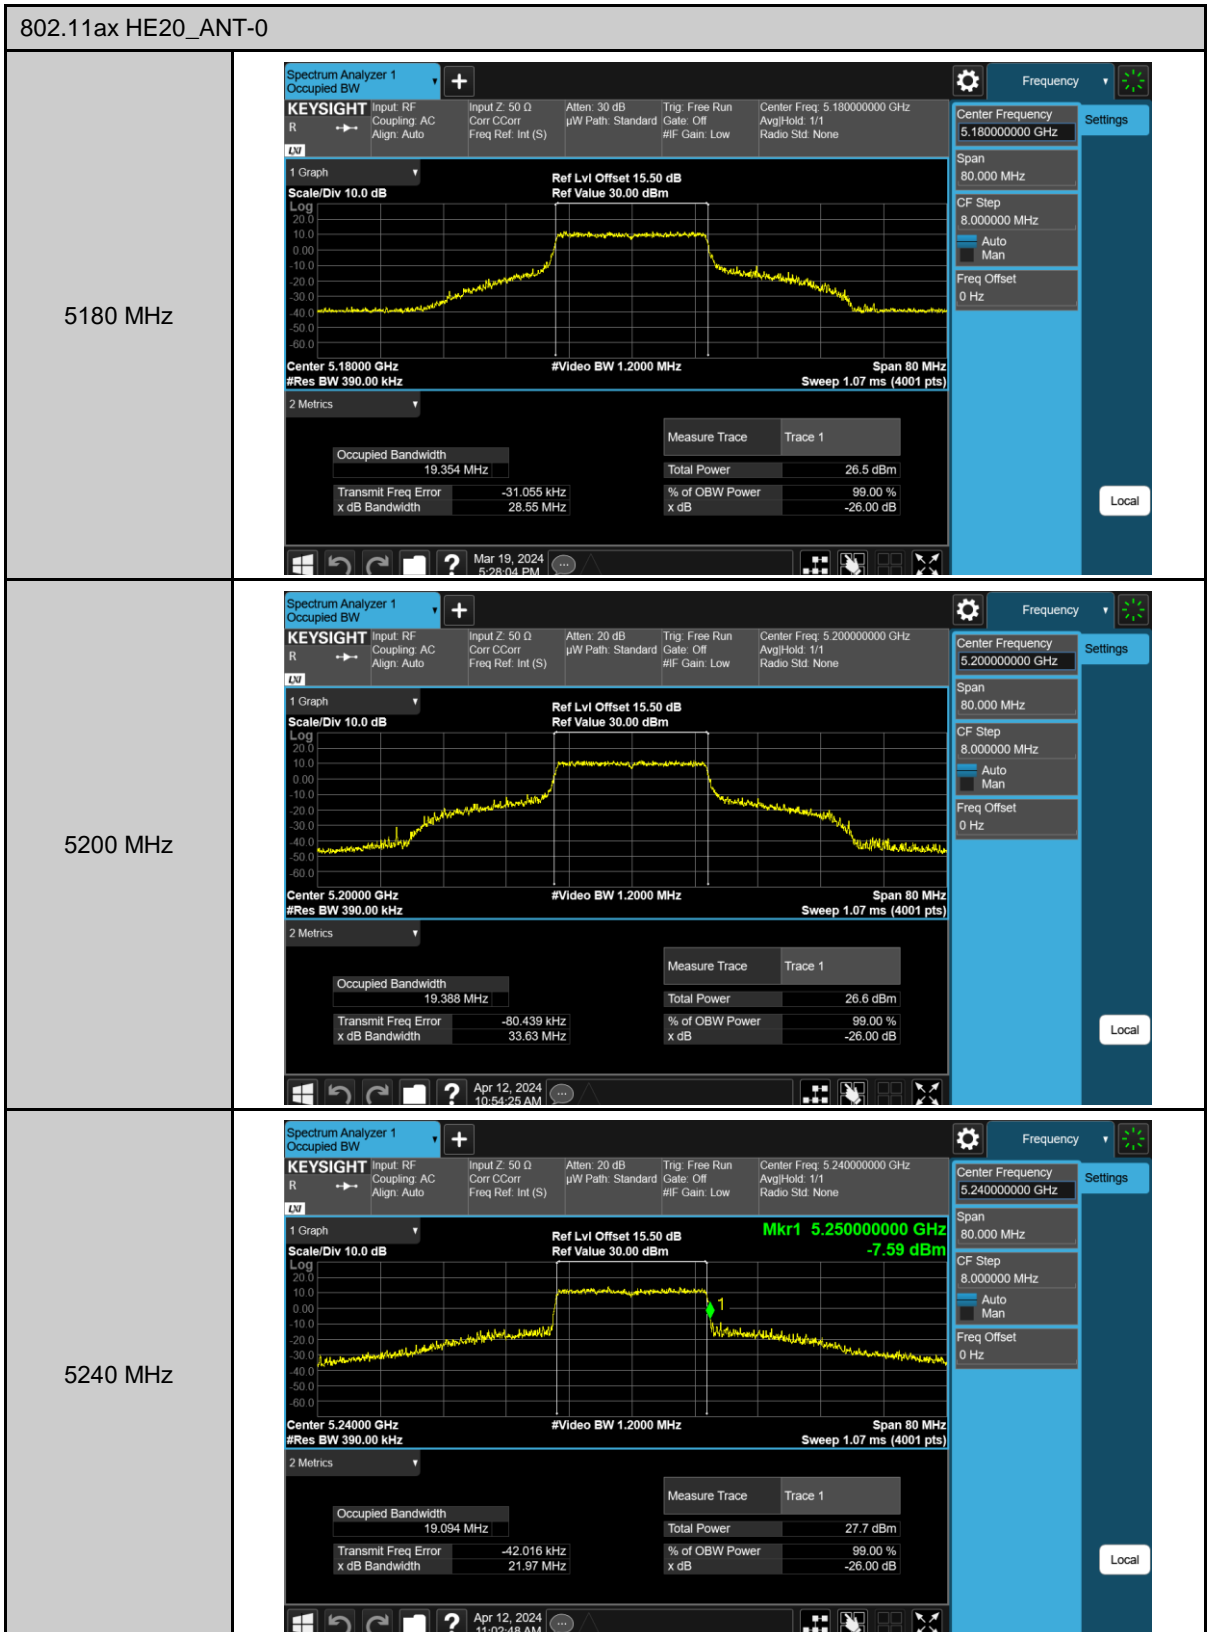 802.11ax HE20_ANT-0
5180 MHz
Spectrum Analyzer 1
Occupied BW
Frequency
KEYSIGHT
R
LXI
Input: RF
Coupling: AC
Align: Auto
Input Z: 50 Ω
Corr CCorr
Freq Ref: Int (S)
Atten: 30 dB
µW Path: Standard
Trig: Free Run
Gate: Off
#IF Gain: Low
Center Freq: 5.180000000 GHz
Avg|Hold: 1/1
Radio Std: None
Center Frequency
5.180000000 GHz
Settings
Span
80.000 MHz
CF Step
8.000000 MHz
Auto
Man
Freq Offset
0 Hz
Local
1 Graph
Scale/Div 10.0 dB
Ref Lvl Offset 15.50 dB
Ref Value 30.00 dBm
Log
20.0
10.0
0.00
-10.0
-20.0
-30.0
-40.0
-50.0
-60.0
Center 5.18000 GHz
#Video BW 1.2000 MHz
Span 80 MHz
#Res BW 390.00 kHz
Sweep 1.07 ms (4001 pts)
2 Metrics
Measure Trace Trace 1
Occupied Bandwidth
19.354 MHz
Total Power 26.5 dBm
Transmit Freq Error -31.055 kHz
% of OBW Power 99.00 %
x dB Bandwidth 28.55 MHz
x dB -26.00 dB
Mar 19, 2024
5:28:04 PM
5200 MHz
Spectrum Analyzer 1
Occupied BW
Frequency
KEYSIGHT
R
LXI
Input: RF
Coupling: AC
Align: Auto
Input Z: 50 Ω
Corr CCorr
Freq Ref: Int (S)
Atten: 20 dB
µW Path: Standard
Trig: Free Run
Gate: Off
#IF Gain: Low
Center Freq: 5.200000000 GHz
Avg|Hold: 1/1
Radio Std: None
Center Frequency
5.200000000 GHz
Settings
Span
80.000 MHz
CF Step
8.000000 MHz
Auto
Man
Freq Offset
0 Hz
Local
1 Graph
Scale/Div 10.0 dB
Ref Lvl Offset 15.50 dB
Ref Value 30.00 dBm
Log
20.0
10.0
0.00
-10.0
-20.0
-30.0
-40.0
-50.0
-60.0
Center 5.20000 GHz
#Video BW 1.2000 MHz
Span 80 MHz
#Res BW 390.00 kHz
Sweep 1.07 ms (4001 pts)
2 Metrics
Measure Trace Trace 1
Occupied Bandwidth
19.388 MHz
Total Power 26.6 dBm
Transmit Freq Error -80.439 kHz
% of OBW Power 99.00 %
x dB Bandwidth 33.63 MHz
x dB -26.00 dB
Apr 12, 2024
10:54:25 AM
5240 MHz
Spectrum Analyzer 1
Occupied BW
Frequency
KEYSIGHT
R
LXI
Input: RF
Coupling: AC
Align: Auto
Input Z: 50 Ω
Corr CCorr
Freq Ref: Int (S)
Atten: 20 dB
µW Path: Standard
Trig: Free Run
Gate: Off
#IF Gain: Low
Center Freq: 5.240000000 GHz
Avg|Hold: 1/1
Radio Std: None
Center Frequency
5.240000000 GHz
Settings
Span
80.000 MHz
CF Step
8.000000 MHz
Auto
Man
Freq Offset
0 Hz
Local
1 Graph
Scale/Div 10.0 dB
Ref Lvl Offset 15.50 dB
Ref Value 30.00 dBm
Mkr1 5.250000000 GHz
-7.59 dBm
Log
20.0
10.0
0.00
-10.0
-20.0
-30.0
-40.0
-50.0
-60.0
1
Center 5.24000 GHz
#Video BW 1.2000 MHz
Span 80 MHz
#Res BW 390.00 kHz
Sweep 1.07 ms (4001 pts)
2 Metrics
Measure Trace Trace 1
Occupied Bandwidth
19.094 MHz
Total Power 27.7 dBm
Transmit Freq Error -42.016 kHz
% of OBW Power 99.00 %
x dB Bandwidth 21.97 MHz
x dB -26.00 dB
Apr 12, 2024
11:02:48 AM